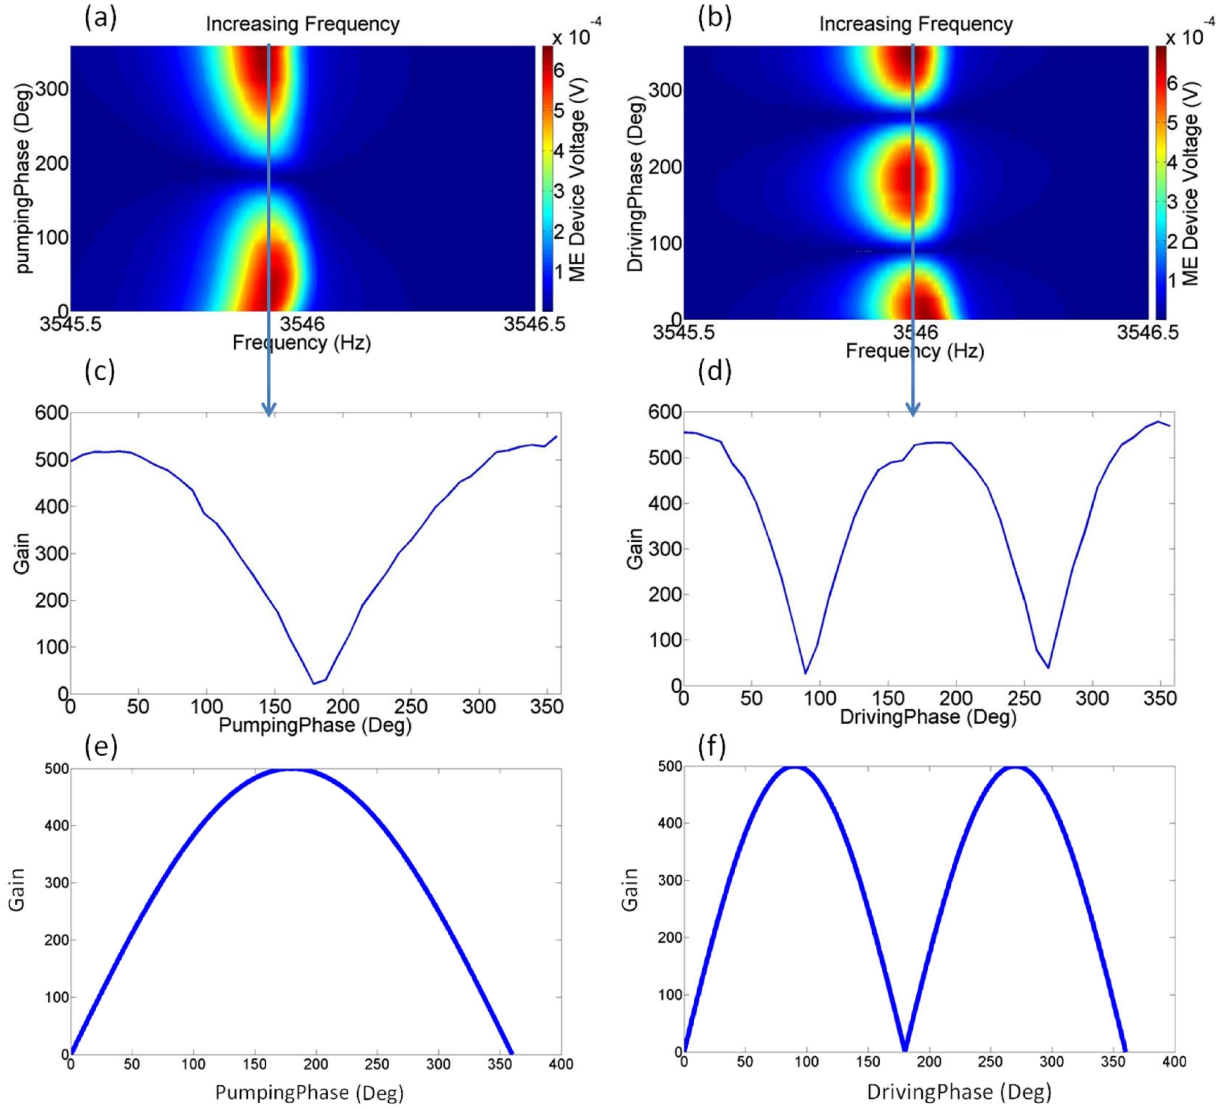 (a)
Increasing Frequency
x 10
-4
pumpingPhase (Deg)
300
200
100
0
6
5
4
3
2
1
ME Device Voltage (V)
3545.5
3546
3546.5
Frequency (Hz)
(b)
Increasing Frequency
x 10
-4
DrivingPhase (Deg)
300
200
100
0
6
5
4
3
2
1
ME Device Voltage (V)
3545.5
3546
3546.5
Frequency (Hz)
(c)
600
500
400
300
200
100
0
Gain
0 50 100 150 200 250 300 350
PumpingPhase (Deg)
(d)
600
500
400
300
200
100
0
Gain
0 50 100 150 200 250 300 350
DrivingPhase (Deg)
(e)
500
400
300
200
100
0
Gain
0 50 100 150 200 250 300 350 400
PumpingPhase (Deg)
(f)
500
400
300
200
100
0
Gain
0 50 100 150 200 250 300 350 400
DrivingPhase (Deg)